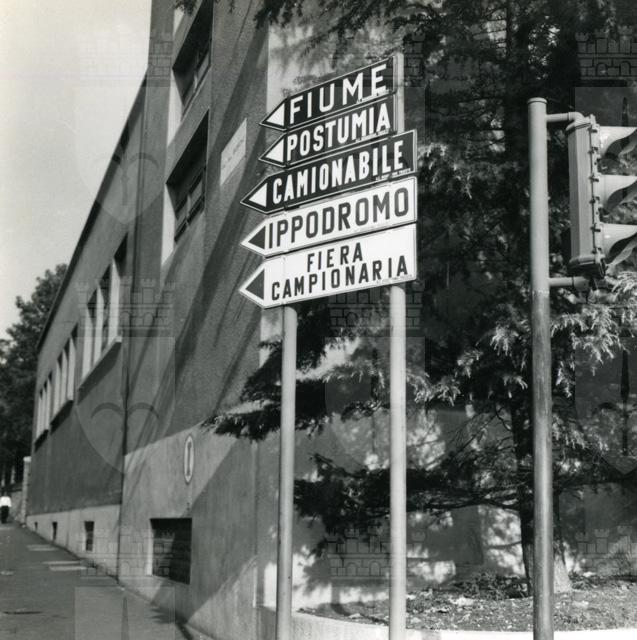 FIUME
POSTUMIA
CAMIONABILE
IPPODROMO
FIERA
CAMPIONARIA